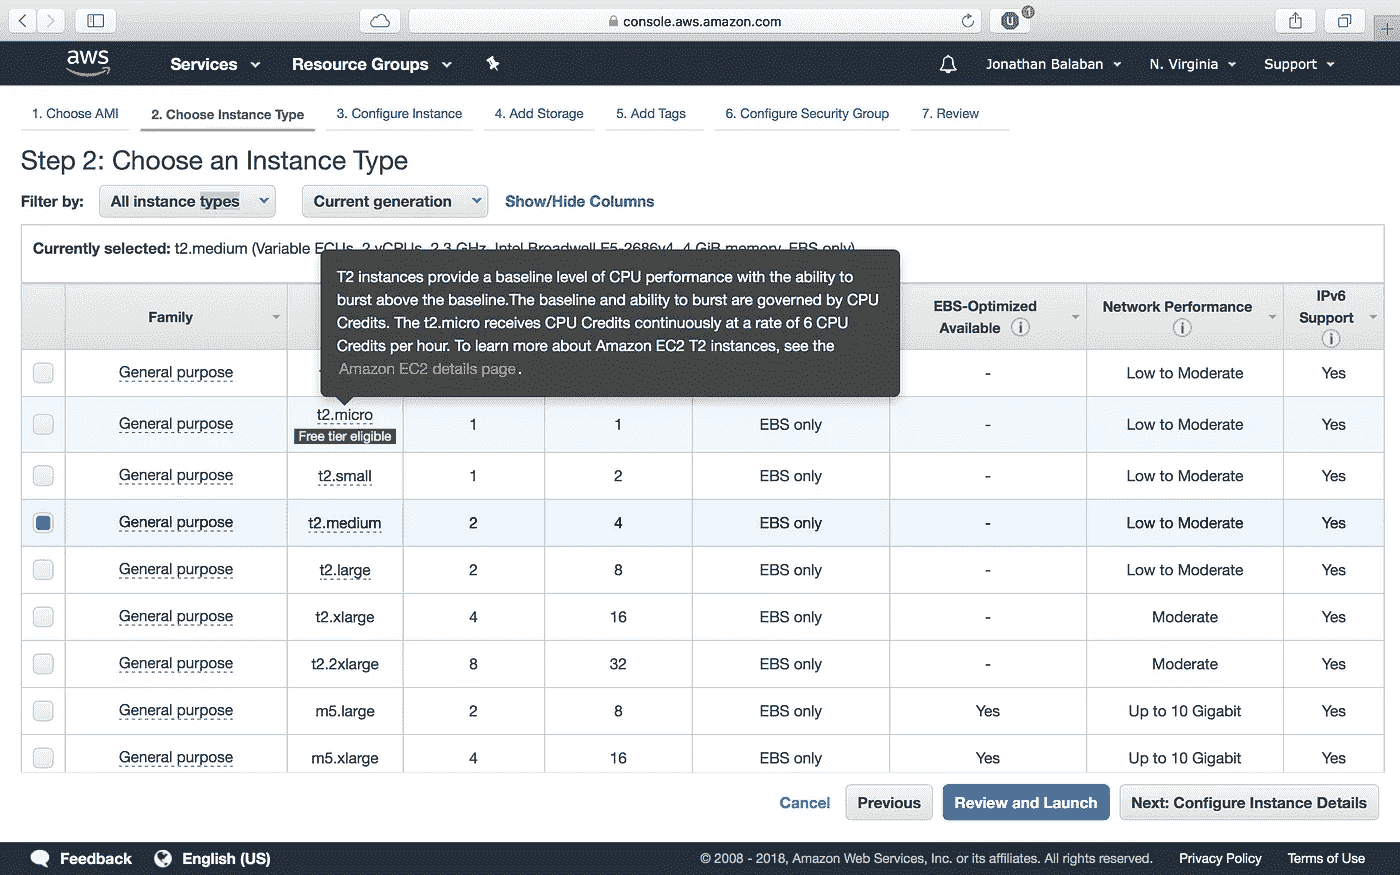 console.aws.amazon.com
1
aws Services Resource Groups Jonathan Balaban N. Virginia Support
1. Choose AMI 2. Choose Instance Type 3. Configure Instance 4. Add Storage 5. Add Tags 6. Configure Security Group 7. Review
Step 2: Choose an Instance Type
Filter by: All instance types Current generation Show/Hide Columns
Currently selected: t2.medium (Variable ECUs, 2 vCPUs, 2.3 GHz, Intel Broadwell E5-2686v4, 4 GiB memory, EBS only)
T2 instances provide a baseline level of CPU performance with the ability to
burst above the baseline.The baseline and ability to burst are governed by CPU
Credits. The t2.micro receives CPU Credits continuously at a rate of 6 CPU
Credits per hour. To learn more about Amazon EC2 T2 instances, see the
Amazon EC2 details page.
Family EBS-Optimized Available Network Performance IPv6 Support
General purpose - Low to Moderate Yes
General purpose t2.micro Free tier eligible 1 1 EBS only - Low to Moderate Yes
General purpose t2.small 1 2 EBS only - Low to Moderate Yes
General purpose t2.medium 2 4 EBS only - Low to Moderate Yes
General purpose t2.large 2 8 EBS only - Low to Moderate Yes
General purpose t2.xlarge 4 16 EBS only - Moderate Yes
General purpose t2.2xlarge 8 32 EBS only - Moderate Yes
General purpose m5.large 2 8 EBS only Yes Up to 10 Gigabit Yes
General purpose m5.xlarge 4 16 EBS only Yes Up to 10 Gigabit Yes
Cancel Previous Review and Launch Next: Configure Instance Details
Feedback English (US) © 2008 - 2018, Amazon Web Services, Inc. or its affiliates. All rights reserved. Privacy Policy Terms of Use